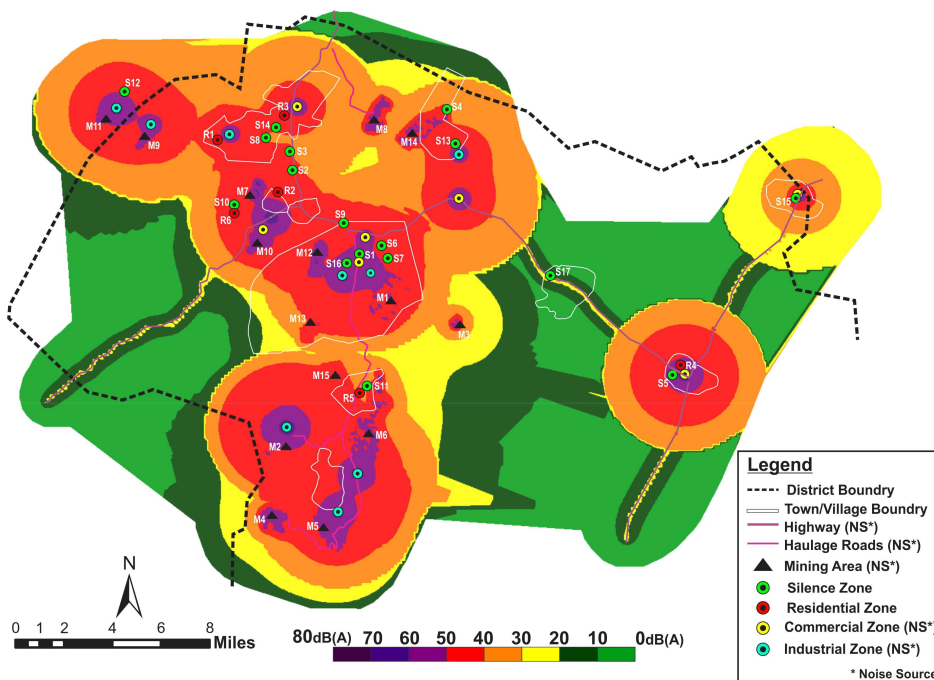 S12
M11
M9
R3
S14
R1
S8
S3
S2
M8
S4
M14
S13
M7
R2
S10
R6
M10
S9
S6
S1
S7
M12
S16
M1
M13
M3
S17
S15
R4
S5
M15
S11
R5
M6
M2
M4
M5
N
0 1 2 4 6 8 Miles
80dB(A) 70 60 50 40 30 20 10 0dB(A)
Legend
District Boundry
Town/Village Boundry
Highway (NS*)
Haulage Roads (NS*)
Mining Area (NS*)
Silence Zone
Residential Zone
Commercial Zone (NS*)
Industrial Zone (NS*)
* Noise Source